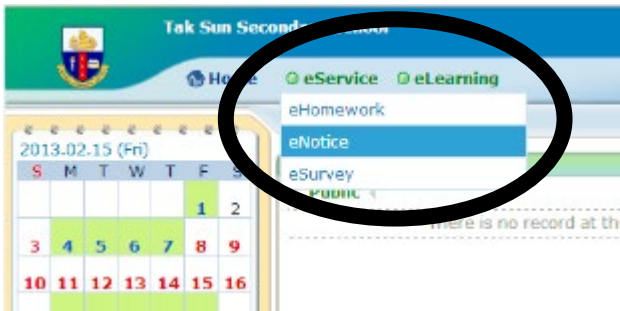 Tak Sun Secondary School
Home eService eLearning
eHomework
eNotice
eSurvey
2013.02.15 (Fri)
S M T W T F S
1 2
3 4 5 6 7 8 9
10 11 12 13 14 15 16
Public
There is no record at